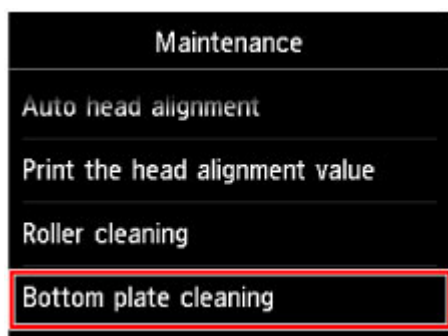 Maintenance
Auto head alignment
Print the head alignment value
Roller cleaning
Bottom plate cleaning